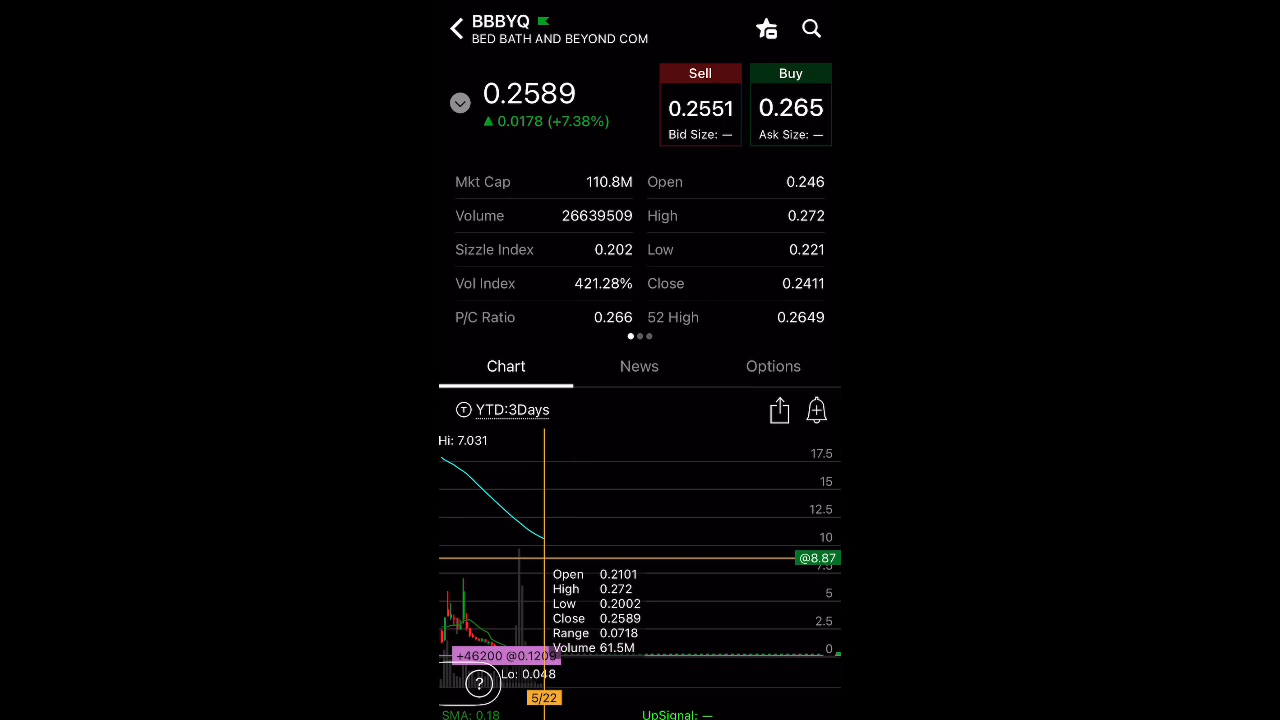 BBBYQ
BED BATH AND BEYOND COM
0.2589
0.0178 (+7.38%)
Sell
0.2551
Bid Size: —
Buy
0.265
Ask Size: —
Mkt Cap 110.8M Open 0.246
Volume 26639509 High 0.272
Sizzle Index 0.202 Low 0.221
Vol Index 421.28% Close 0.2411
P/C Ratio 0.266 52 High 0.2649
Chart News Options
T YTD:3Days
Hi: 7.031
17.5
15
12.5
10
@8.87
7.5
5
2.5
0
Open 0.2101
High 0.272
Low 0.2002
Close 0.2589
Range 0.0718
Volume 61.5M
+46200 @0.1209
Lo: 0.048
?
5/22
SMA: 0.18
UpSignal: —